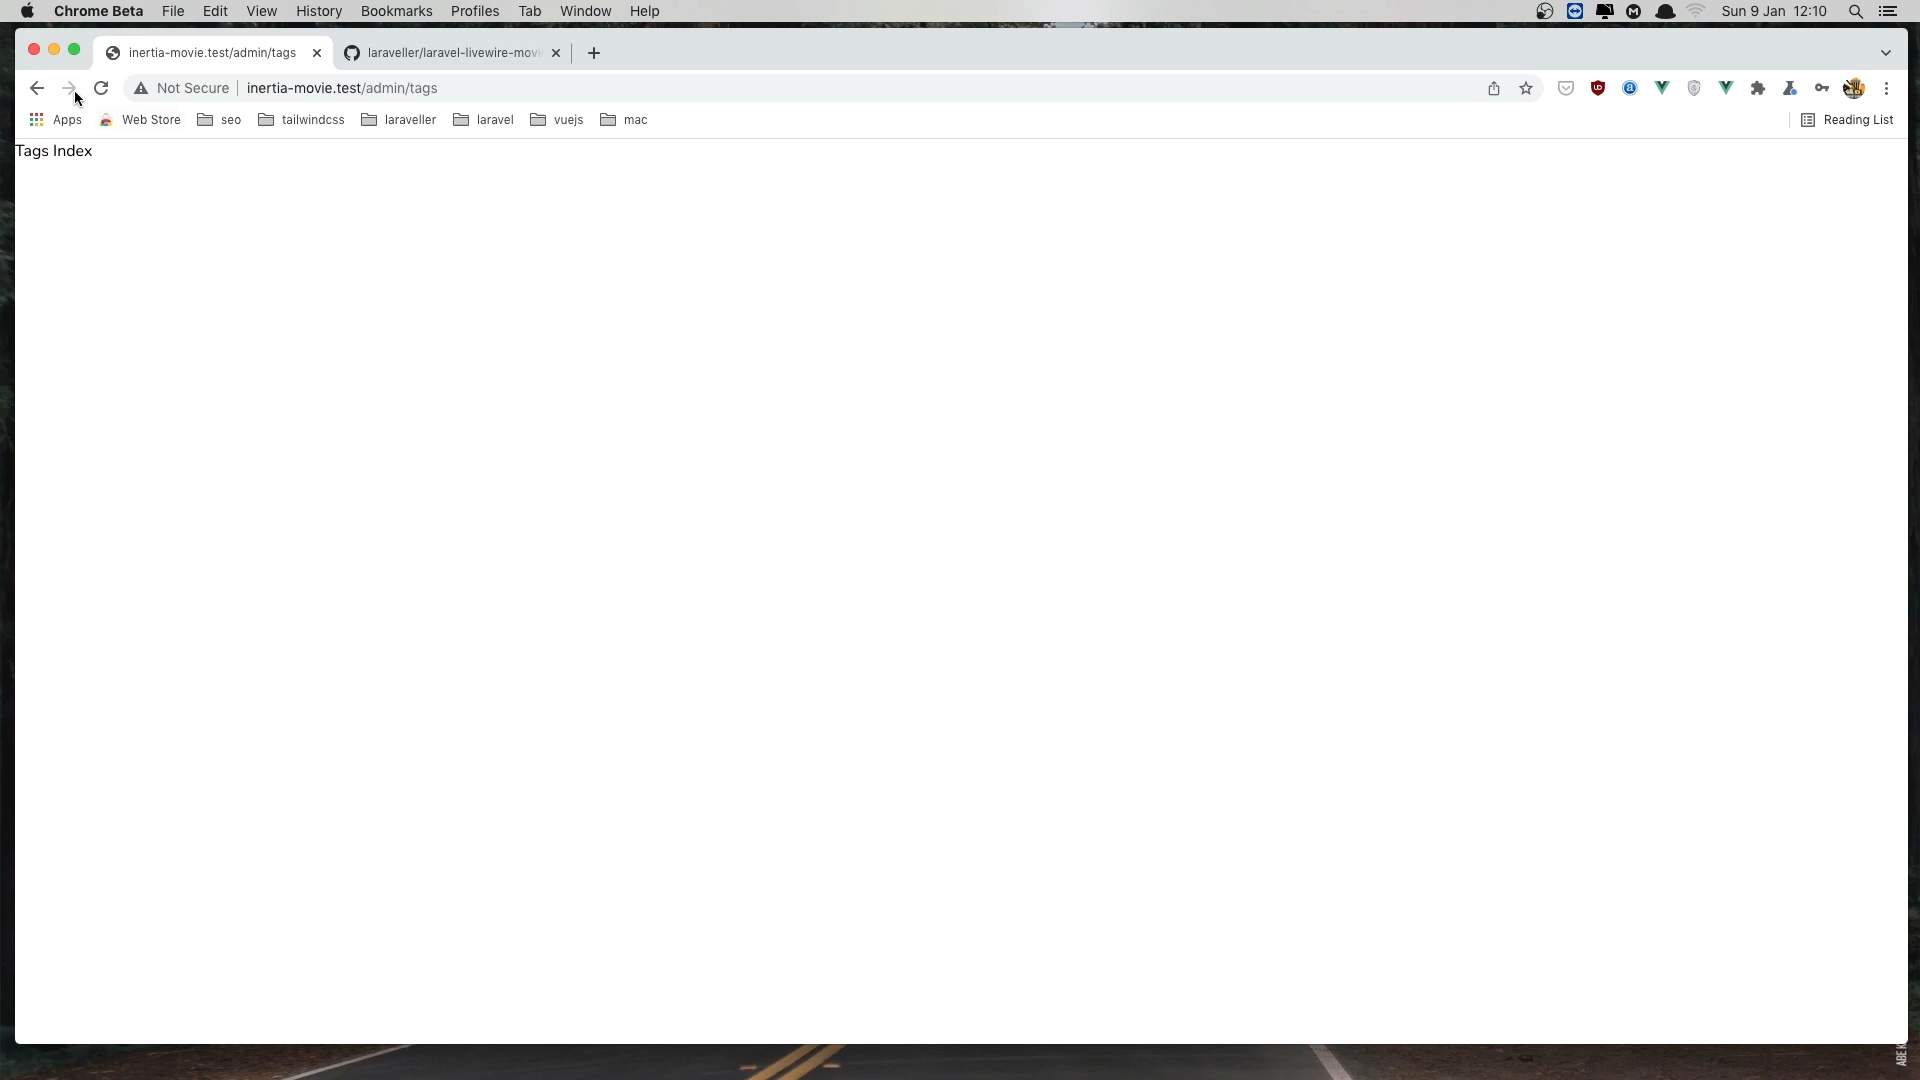 Chrome Beta File Edit View History Bookmarks Profiles Tab Window Help Sun 9 Jan 12:10
inertia-movie.test/admin/tags laraveller/laravel-livewire-movi
Not Secure inertia-movie.test/admin/tags
Apps Web Store seo tailwindcss laraveller laravel vuejs mac Reading List
Tags Index